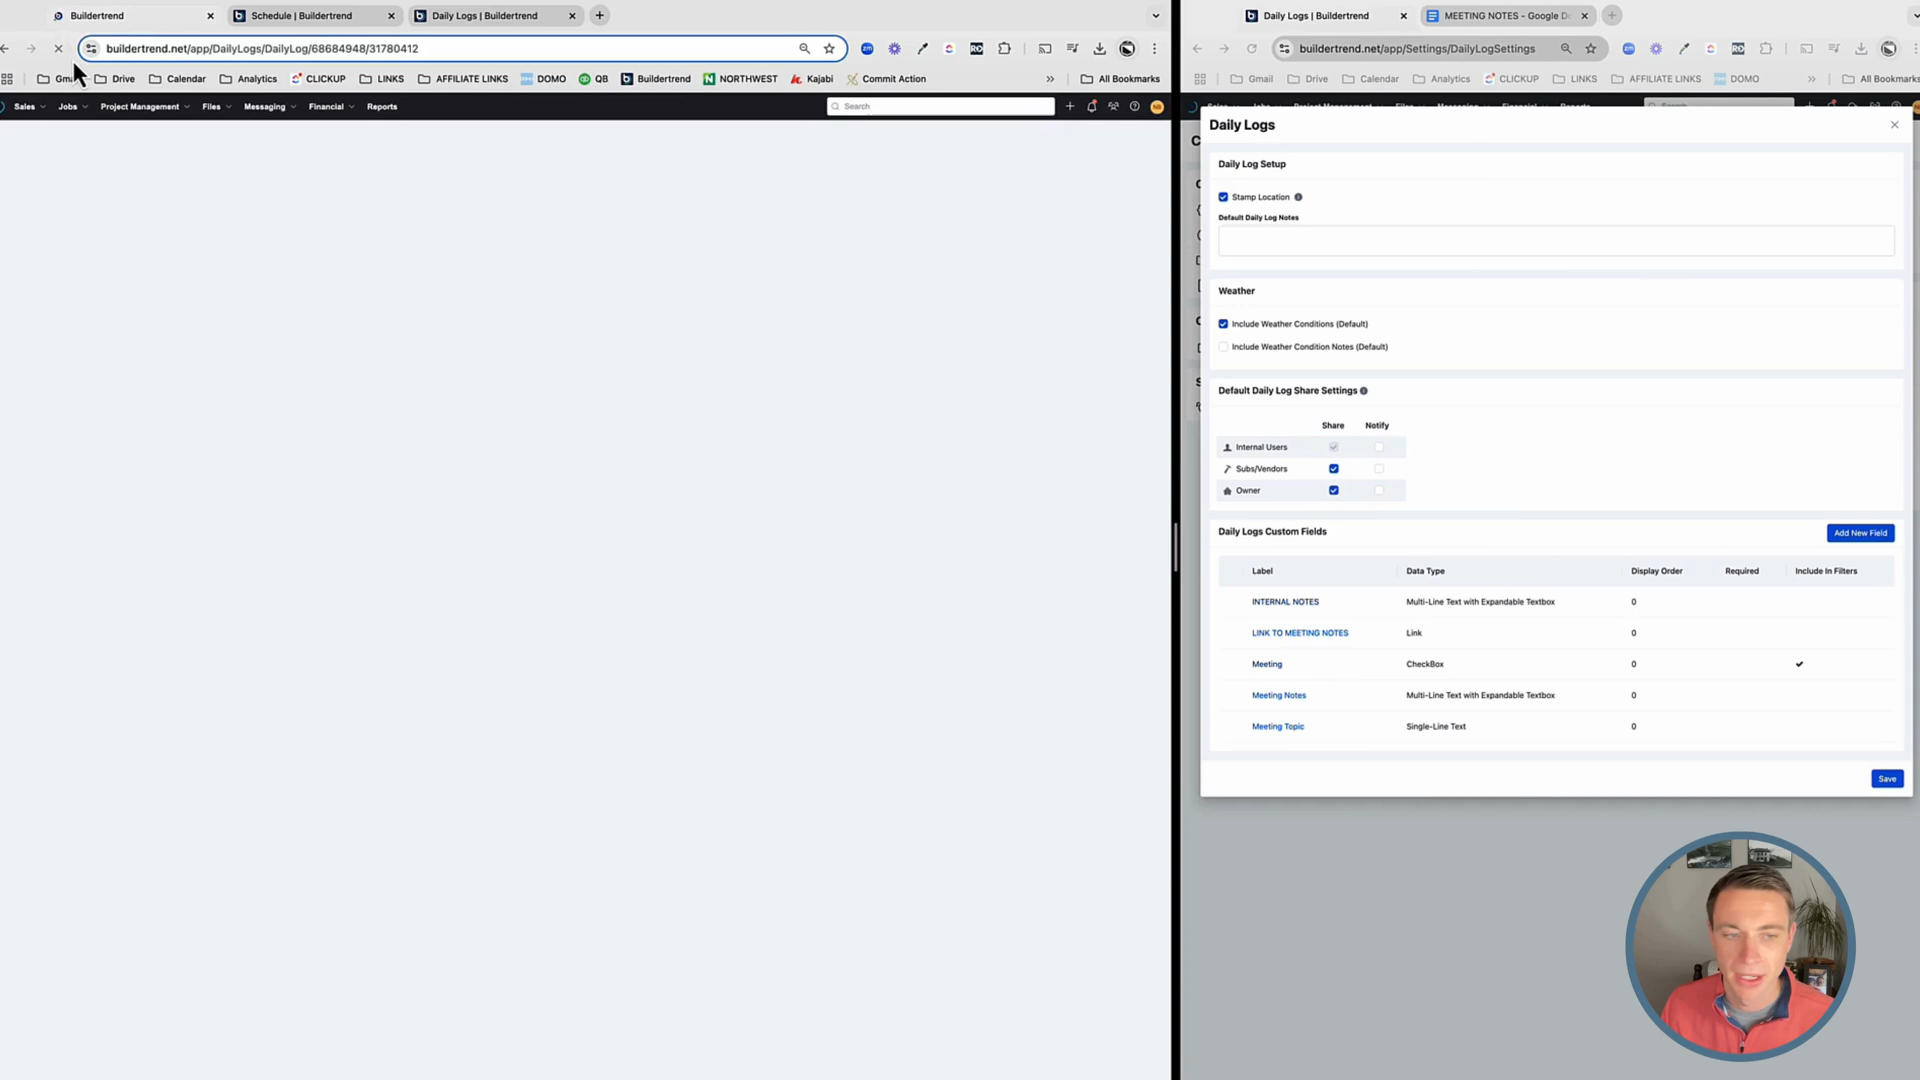 Buildertrend
Schedule | Buildertrend
Daily Logs | Buildertrend
buildertrend.net/app/DailyLogs/DailyLog/68684948/31780412
Drive
Calendar
Analytics
CLICKUP
LINKS
AFFILIATE LINKS
DOMO
QB
Buildertrend
NORTHWEST
Kajabi
Commit Action
All Bookmarks
Sales
Jobs
Project Management
Files
Messaging
Financial
Reports
Search
Daily Logs | Buildertrend
MEETING NOTES - Google Do
buildertrend.net/app/Settings/DailyLogSettings
Gmail
Drive
Calendar
Analytics
CLICKUP
LINKS
AFFILIATE LINKS
DOMO
All Bookmarks
Daily Logs
Daily Log Setup
Stamp Location
Default Daily Log Notes
Weather
Include Weather Conditions (Default)
Include Weather Condition Notes (Default)
Default Daily Log Share Settings
Share Notify
Internal Users
Subs/Vendors
Owner
Daily Logs Custom Fields
Add New Field
Label Data Type Display Order Required Include In Filters
INTERNAL NOTES Multi-Line Text with Expandable Textbox 0
LINK TO MEETING NOTES Link 0
Meeting CheckBox 0
Meeting Notes Multi-Line Text with Expandable Textbox 0
Meeting Topic Single-Line Text 0
Save